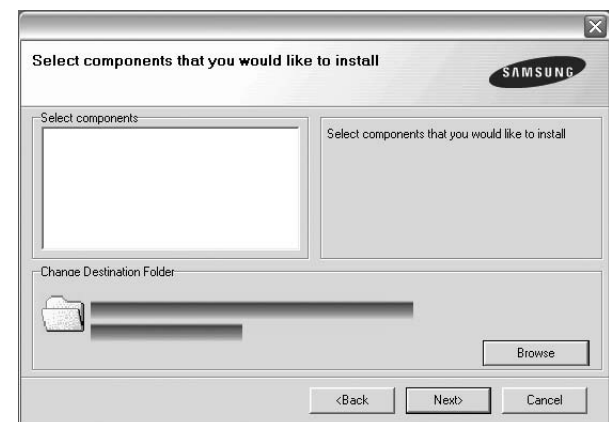 Select components that you would like to install
SAMSUNG
Select components
Select components that you would like to install
Change Destination Folder
Browse
<Back
Next>
Cancel